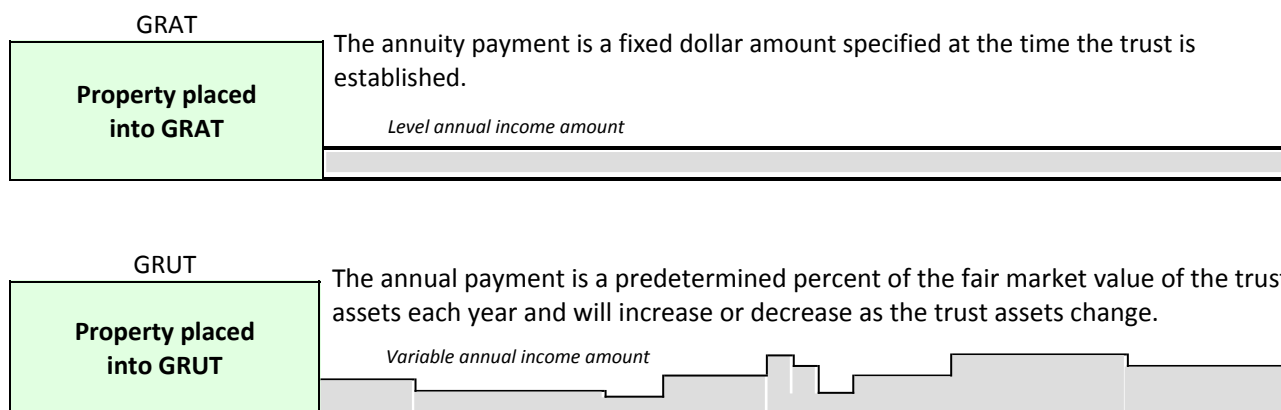 GRAT
The annuity payment is a fixed dollar amount specified at the time the trust is
established.
Property placed
into GRAT
Level annual income amount
GRUT
The annual payment is a predetermined percent of the fair market value of the trust
assets each year and will increase or decrease as the trust assets change.
Property placed
into GRUT
Variable annual income amount